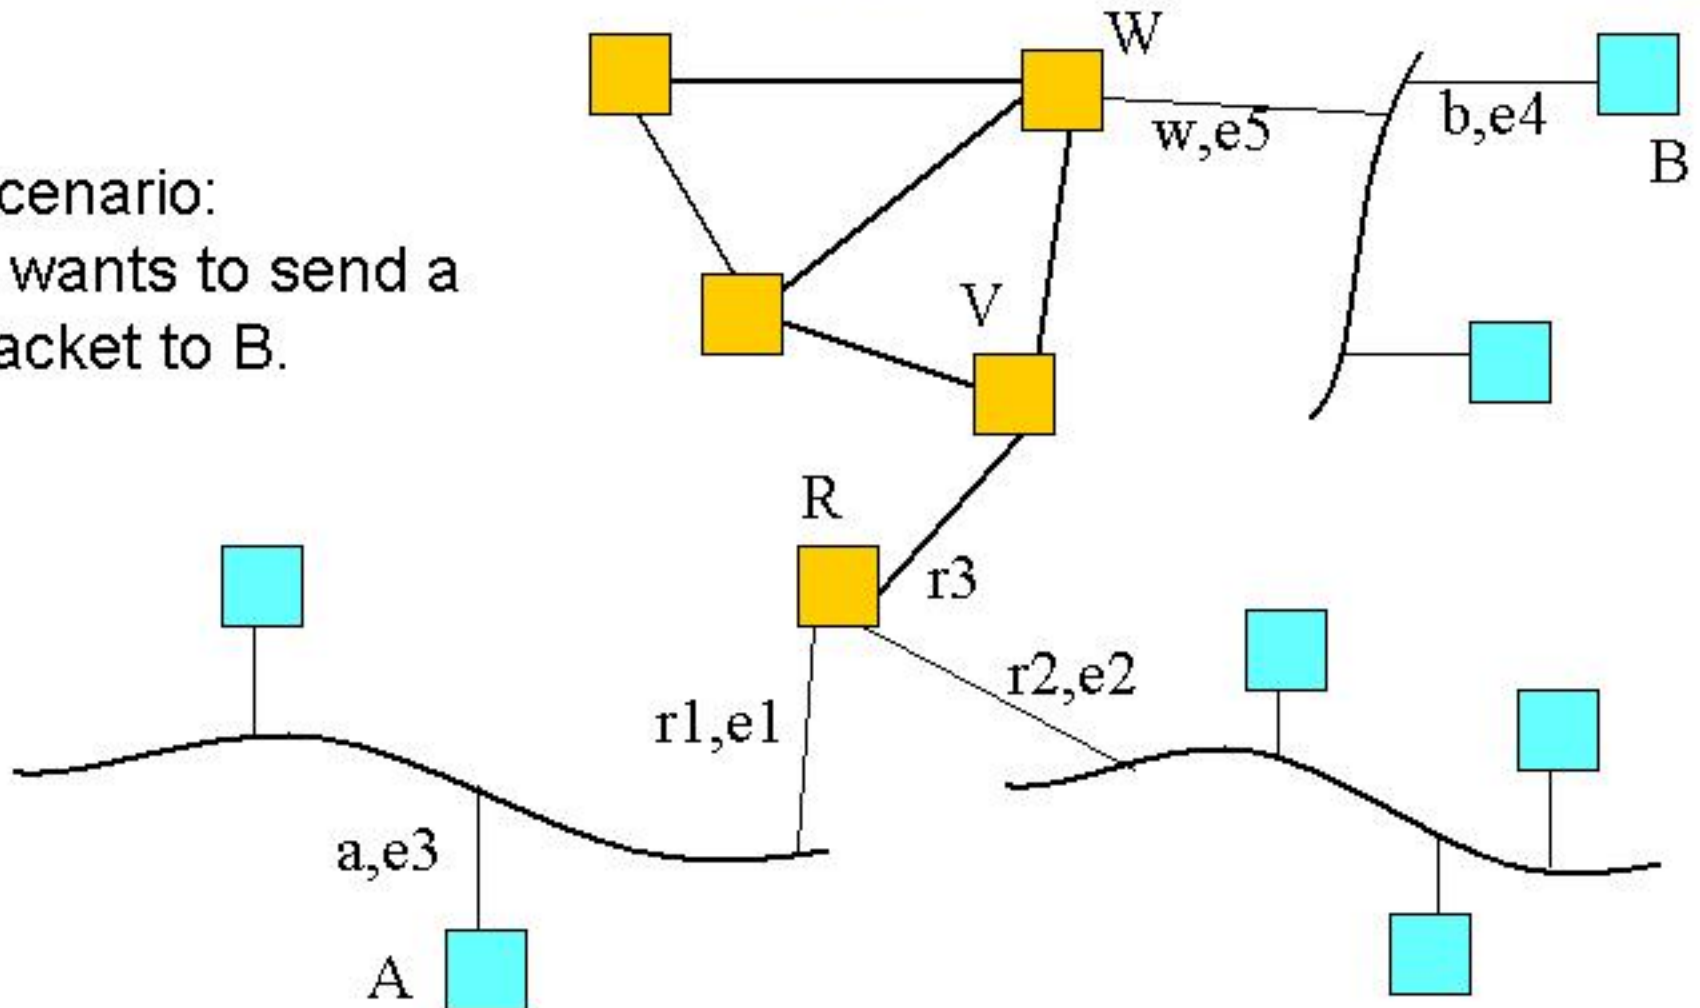 cenario:
wants to send a
acket to B.
W
w,e5
b,e4
B
V
R
r3
r2,e2
r1,e1
a,e3
A